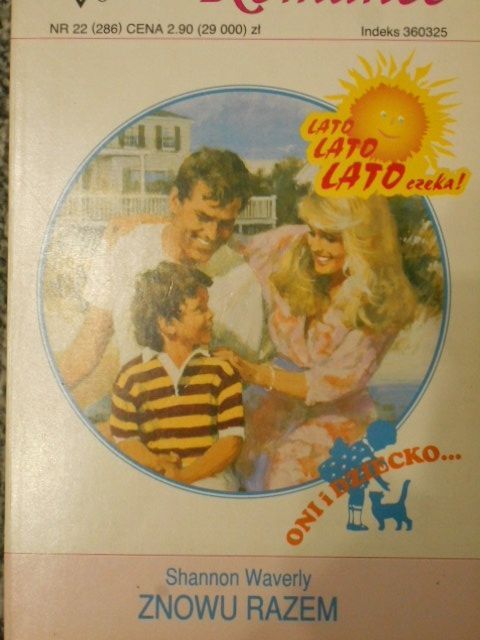 Romance
NR 22 (286) CENA 2.90 (29 000) zł
Indeks 360325
LATO
LATO
LATO czeka!
ONI i DZIECKO...
Shannon Waverly
ZNOWU RAZEM